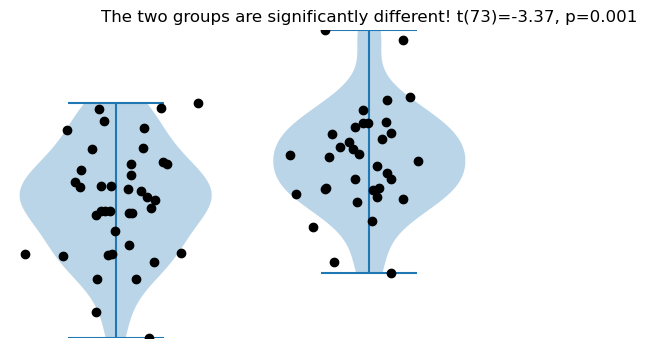 The two groups are significantly different! t(73)=-3.37, p=0.001